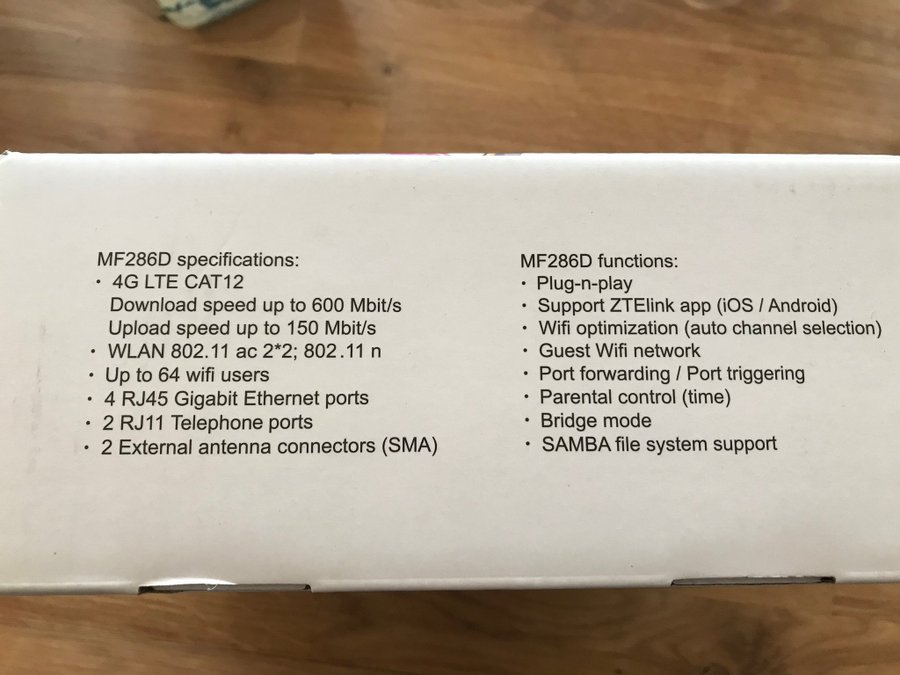 MF286D specifications:
· 4G LTE CAT12
Download speed up to 600 Mbit/s
Upload speed up to 150 Mbit/s
· WLAN 802.11 ac 2*2; 802.11 n
· Up to 64 wifi users
· 4 RJ45 Gigabit Ethernet ports
· 2 RJ11 Telephone ports
· 2 External antenna connectors (SMA)
MF286D functions:
· Plug-n-play
· Support ZTElink app (iOS / Android)
· Wifi optimization (auto channel selection)
· Guest Wifi network
· Port forwarding / Port triggering
· Parental control (time)
· Bridge mode
· SAMBA file system support